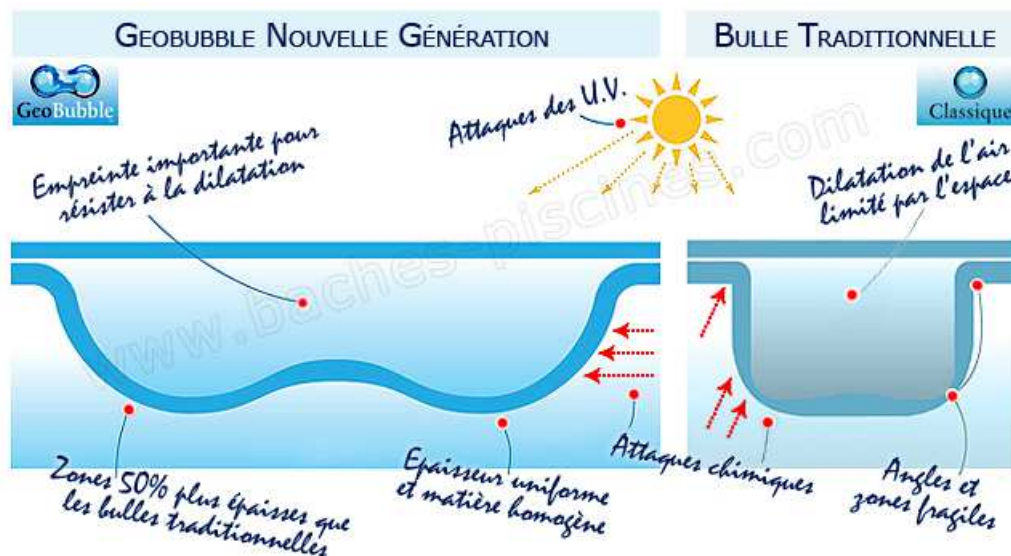 GEOBUBBLE NOUVELLE GÉNÉRATION
BULLE TRADITIONNELLE
GeoBubble
Classique
Attaques des U.V.
Empreinte importante pour
résister à la dilatation
Dilatation de l'air
limité par l'espace
www.baches-piscines.com
Zones 50% plus épaisses que
les bulles traditionnelles
Epaisseur uniforme
et matière homogène
Attaques chimiques
Angles et
zones fragiles